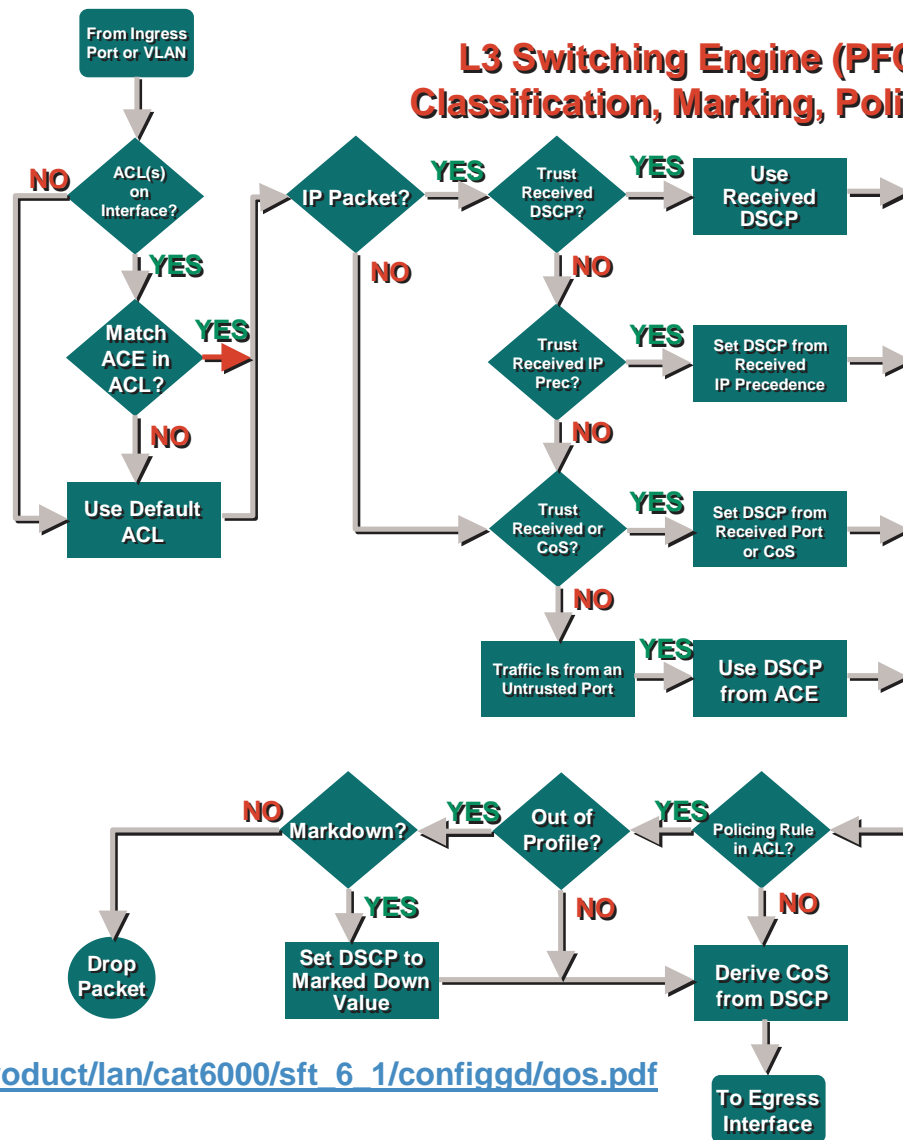 From Ingress
Port or VLAN
L3 Switching Engine (PFC
Classification, Marking, Poli
ACL(s)
on
Interface?
NO
YES
Match
ACE in
ACL?
YES
NO
Use Default
ACL
IP Packet?
YES
NO
Trust
Received
DSCP?
YES
Use
Received
DSCP
NO
Trust
Received IP
Prec?
YES
Set DSCP from
Received
IP Precedence
NO
Trust
Received or
CoS?
YES
Set DSCP from
Received Port
or CoS
NO
Traffic Is from an
Untrusted Port
YES
Use DSCP
from ACE
Policing Rule
in ACL?
YES
NO
Out of
Profile?
YES
NO
Markdown?
NO
YES
Drop
Packet
Set DSCP to
Marked Down
Value
Derive CoS
from DSCP
To Egress
Interface
roduct/lan/cat6000/sft_6_1/configgd/qos.pdf